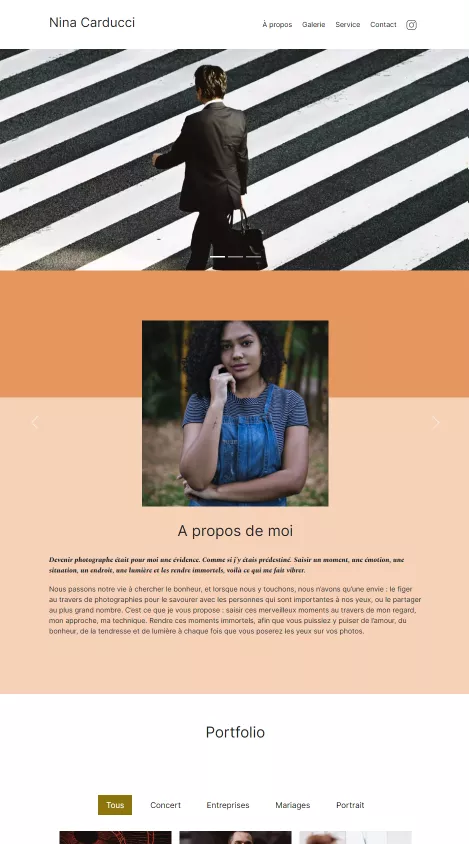 Nina Carducci
À propos Galerie Service Contact
A propos de moi
Devenir photographe était pour moi une évidence. Comme si j'y étais prédestiné. Saisir un moment, une émotion, une
situation, un endroit, une lumière et les rendre immortels, voilà ce qui me fait vibrer.
Nous passons notre vie à chercher le bonheur, et lorsque nous y touchons, nous n'avons qu'une envie : le figer
au travers de photographies pour le savourer avec les personnes qui sont importantes à nos yeux, ou le partager
au plus grand nombre. C'est ce que je vous propose : saisir ces merveilleux moments au travers de mon regard,
mon approche, ma technique. Rendre ces moments immortels, afin que vous puissiez y puiser de l'amour, du
bonheur, de la tendresse et de lumière à chaque fois que vous poserez les yeux sur vos photos.
Portfolio
Tous Concert Entreprises Mariages Portrait